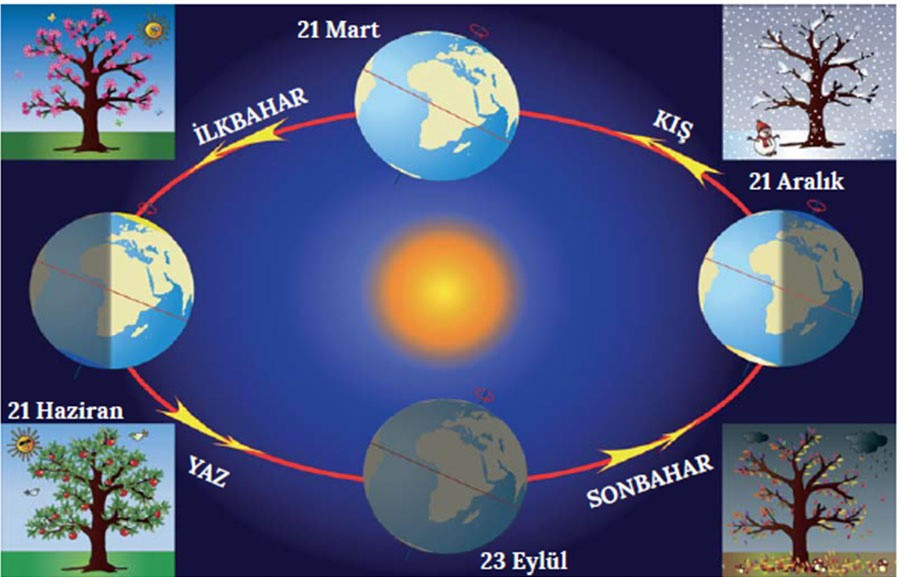 21 Mart
İLKBAHAR
KIŞ
21 Aralık
21 Haziran
YAZ
SONBAHAR
23 Eylül